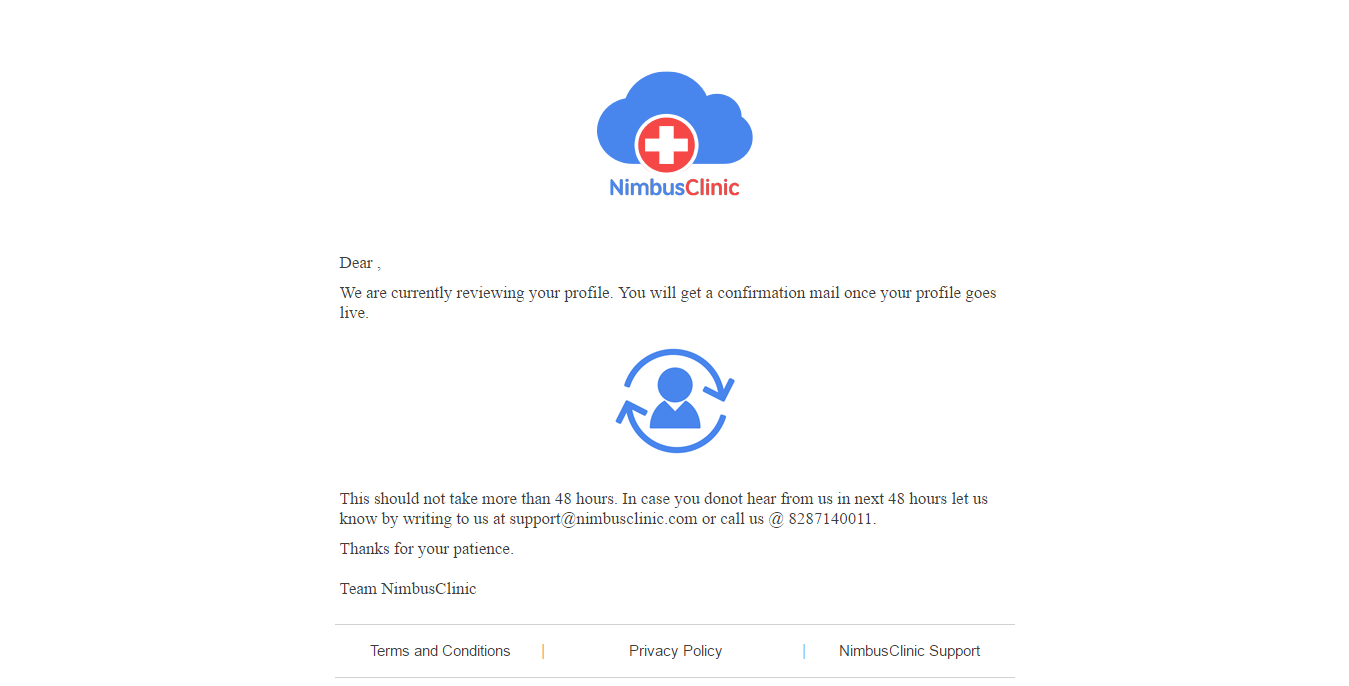 NimbusClinic
Dear ,
We are currently reviewing your profile. You will get a confirmation mail once your profile goes
live.
This should not take more than 48 hours. In case you donot hear from us in next 48 hours let us
know by writing to us at support@nimbusclinic.com or call us @ 8287140011.
Thanks for your patience.
Team NimbusClinic
Terms and Conditions | Privacy Policy | NimbusClinic Support